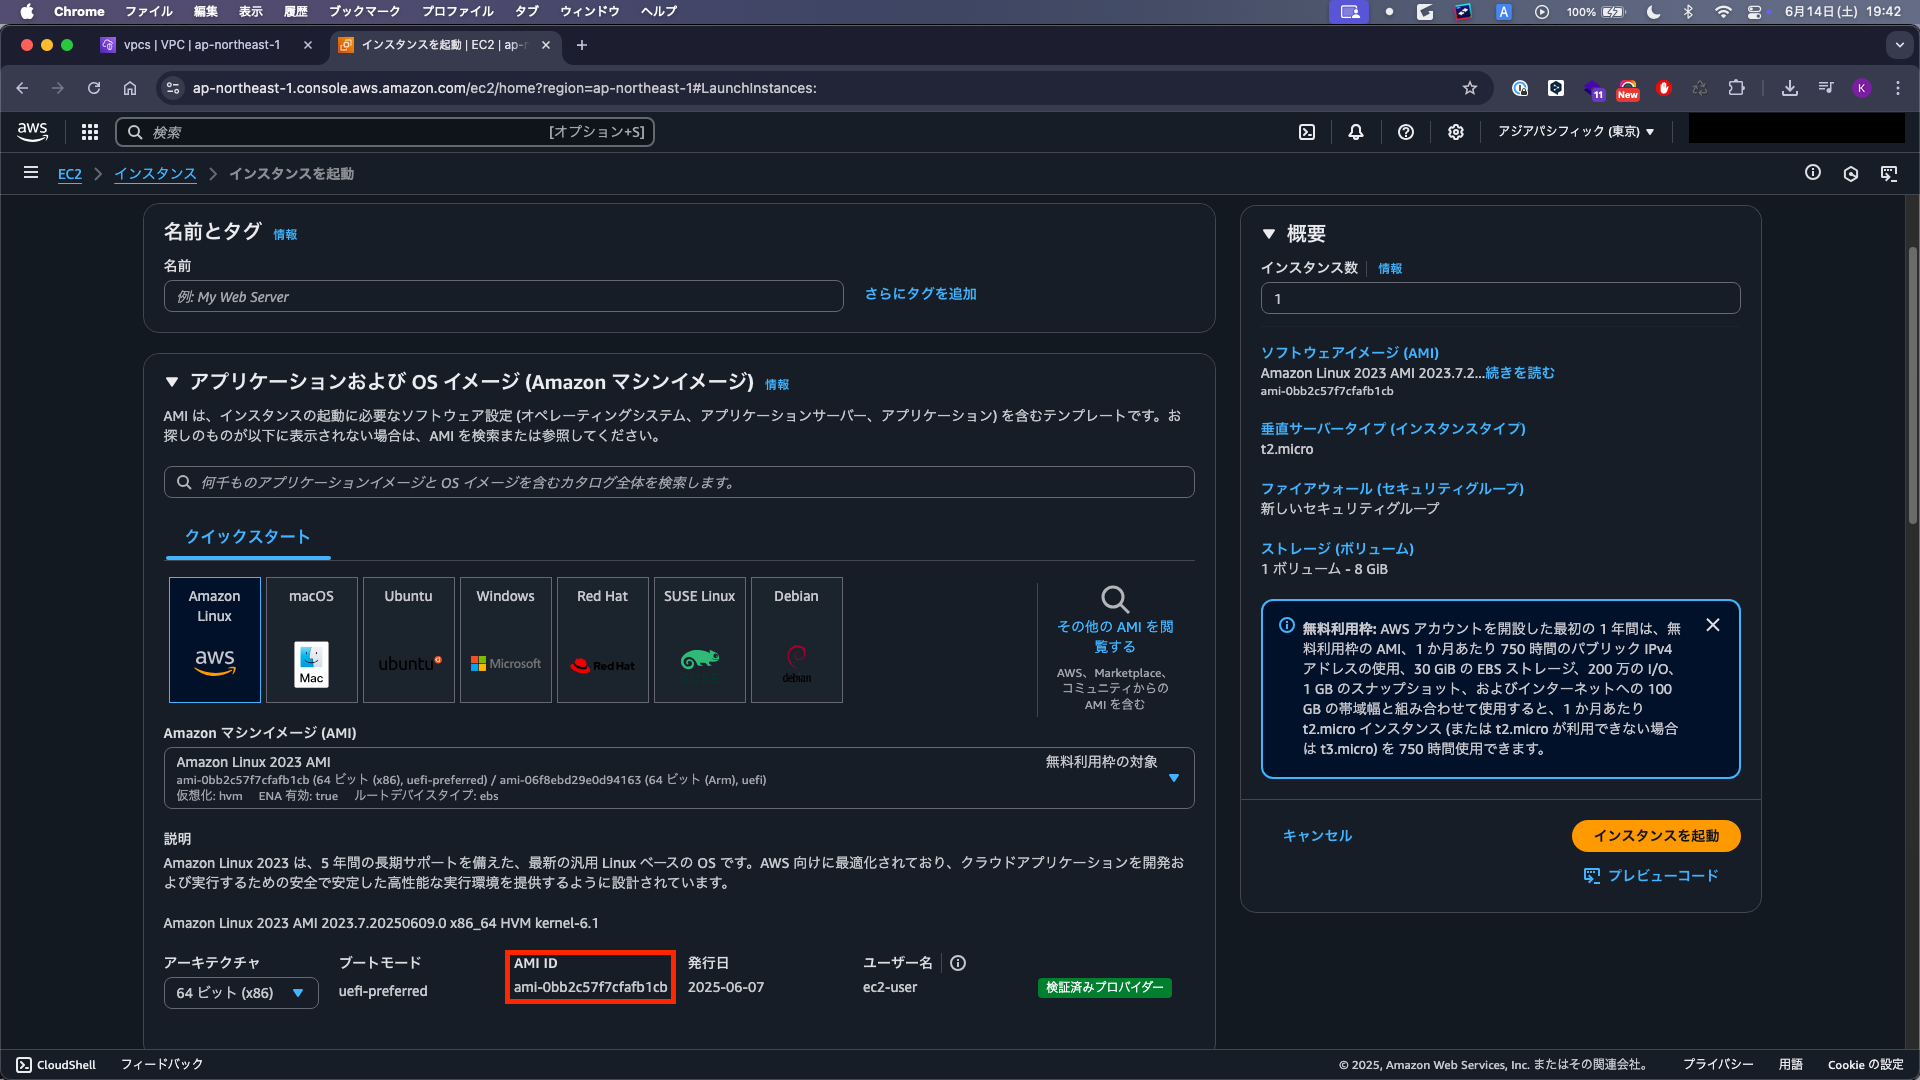 Chrome ファイル 編集 表示 履歴 ブックマーク プロファイル タブ ウィンドウ ヘルプ
A 100% 6月14日(土) 19:42
vpcs | VPC | ap-northeast-1
インスタンスを起動 | EC2 | ap-
ap-northeast-1.console.aws.amazon.com/ec2/home?region=ap-northeast-1#LaunchInstances:
11 New K
aws 検索 [オプション+S] アジアパシフィック (東京)
EC2 インスタンス インスタンスを起動
名前とタグ 情報
名前
例: My Web Server
さらにタグを追加
アプリケーションおよび OS イメージ (Amazon マシンイメージ) 情報
AMI は、インスタンスの起動に必要なソフトウェア設定 (オペレーティングシステム、アプリケーションサーバー、アプリケーション) を含むテンプレートです。お
探しのものが以下に表示されない場合は、AMI を検索または参照してください。
何千ものアプリケーションイメージと OS イメージを含むカタログ全体を検索します。
クイックスタート
Amazon
Linux
aws
macOS
Mac
Ubuntu
ubuntu
Windows
Microsoft
Red Hat
Red Hat
SUSE Linux
Debian
debian
その他の AMI を閲
覧する
AWS、Marketplace、
コミュニティからの
AMI を含む
Amazon マシンイメージ (AMI)
Amazon Linux 2023 AMI
無料利用枠の対象
ami-0bb2c57f7cfafb1cb (64 ビット (x86), uefi-preferred) / ami-06f8ebd29e0d94163 (64 ビット (Arm), uefi)
仮想化: hvm ENA 有効: true ルートデバイスタイプ: ebs
説明
Amazon Linux 2023 は、5 年間の長期サポートを備えた、最新の汎用 Linux ベースの OS です。AWS 向けに最適化されており、クラウドアプリケーションを開発お
よび実行するための安全で安定した高性能な実行環境を提供するように設計されています。
Amazon Linux 2023 AMI 2023.7.20250609.0 x86_64 HVM kernel-6.1
アーキテクチャ
64 ビット (x86)
ブートモード
uefi-preferred
AMI ID
ami-0bb2c57f7cfafb1cb
発行日
2025-06-07
ユーザー名
ec2-user
検証済みプロバイダー
概要
インスタンス数 情報
1
ソフトウェアイメージ (AMI)
Amazon Linux 2023 AMI 2023.7.2...続きを読む
ami-0bb2c57f7cfafb1cb
垂直サーバータイプ (インスタンスタイプ)
t2.micro
ファイアウォール (セキュリティグループ)
新しいセキュリティグループ
ストレージ (ボリューム)
1 ボリューム - 8 GiB
無料利用枠: AWS アカウントを開設した最初の 1 年間は、無
料利用枠の AMI、1 か月あたり 750 時間のパブリック IPv4
アドレスの使用、30 GiB の EBS ストレージ、200 万の I/O、
1 GB のスナップショット、およびインターネットへの 100
GB の帯域幅と組み合わせて使用すると、1 か月あたり
t2.micro インスタンス (または t2.micro が利用できない場合
は t3.micro) を 750 時間使用できます。
キャンセル
インスタンスを起動
プレビューコード
CloudShell フィードバック
© 2025, Amazon Web Services, Inc. またはその関連会社。 プライバシー 用語 Cookie の設定